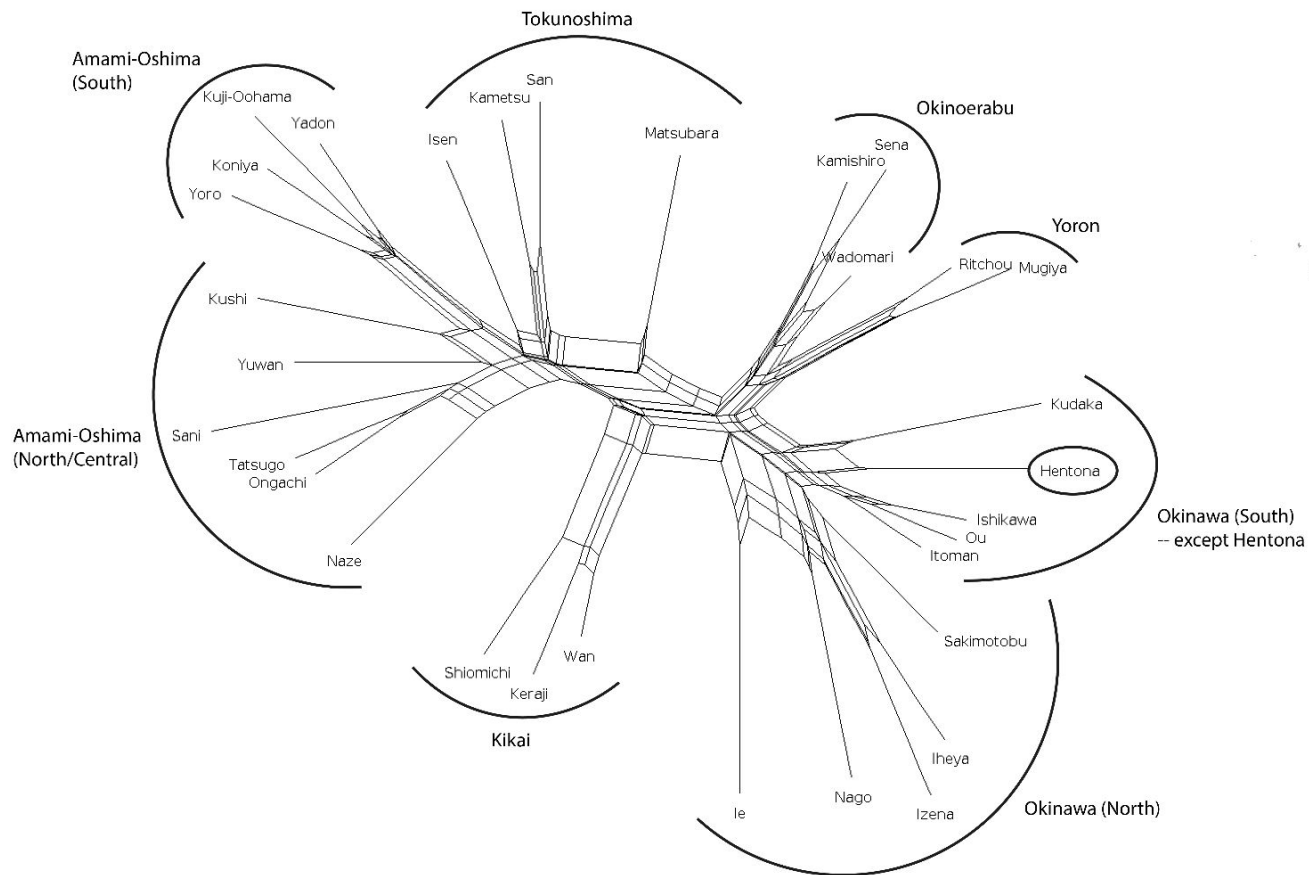 Tokunoshima
Amami-Oshima
(South)
San
Kuji-Oohama
Kametsu
Okinoerabu
Yadon
Isen
Matsubara
Sena
Koniya
Kamishiro
Yoro
Yoron
Wadomari
Ritchou
Mugiya
Kushi
Yuwan
Kudaka
Sani
Amami-Oshima
(North/Central)
Tatsugo
Ongachi
Hentona
Ishikawa
Ou
Itoman
Okinawa (South)
-- except Hentona
Naze
Sakimotobu
Wan
Shiomichi
Keraji
Kikai
Iheya
Nago
Ie
Izena
Okinawa (North)